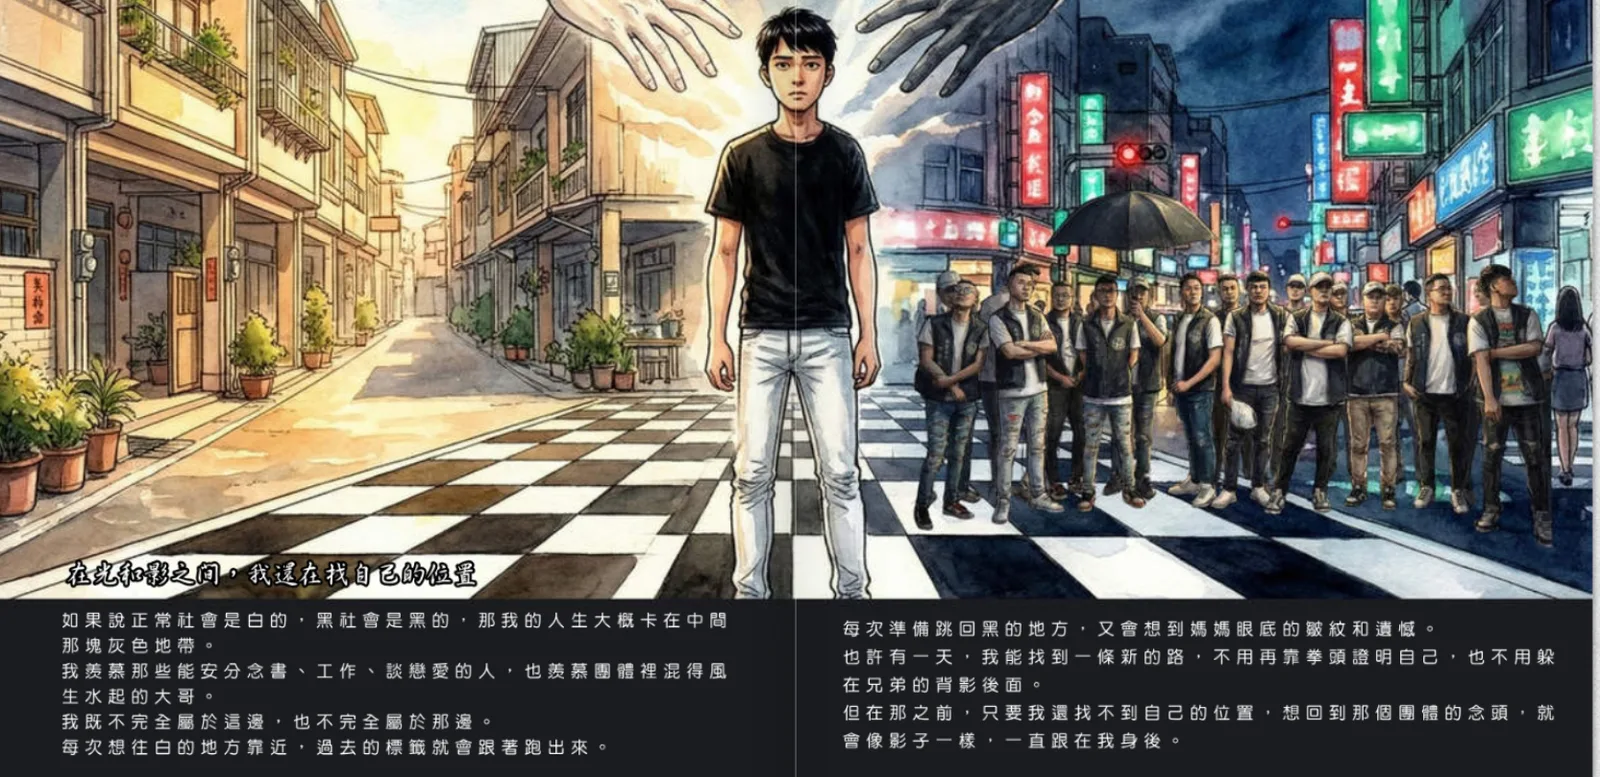 在光和影之间，我還在找自己的位置
如果說正常社會是白的，黑社會是黑的，那我的人生大概卡在中間
那塊灰色地帶。
我羨慕那些能安分念書、工作、談戀愛的人，也羨慕團體裡混得風
生水起的大哥。
我既不完全屬於這邊，也不完全屬於那邊。
每次想往白的地方靠近，過去的標籤就會跟著跑出來。
每次準備跳回黑的地方，又會想到媽媽眼底的皺紋和遺憾。
也許有一天，我能找到一條新的路，不用再靠拳頭證明自己，也不用躲
在兄弟的背影後面。
但在那之前，只要我還找不到自己的位置，想回到那個團體的念頭，就
會像影子一樣，一直跟在我身後。